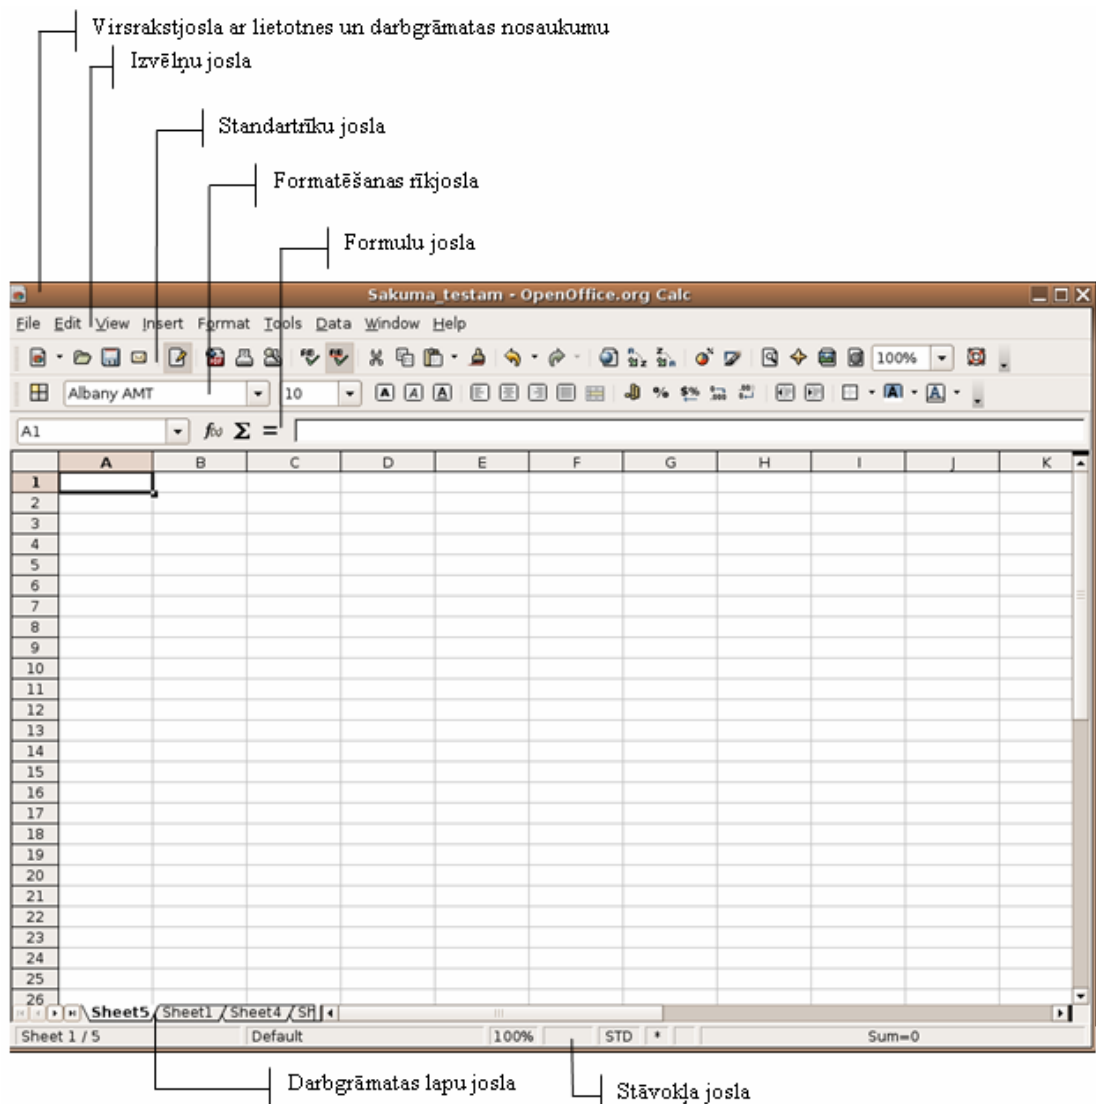 Virsrakstjosla ar lietotnes un darbgrāmatas nosaukumu
Izvēlņu josla
Standartrīku josla
Formatēšanas rīkjosla
Formulu josla
Sakuma_testam - OpenOffice.org Calc
File Edit View Insert Format Tools Data Window Help
100%
Albany AMT 10
A1 f(x) Σ =
A B C D E F G H I J K
1
2
3
4
5
6
7
8
9
10
11
12
13
14
15
16
17
18
19
20
21
22
23
24
25
26
Sheet5 Sheet1 Sheet4
Sheet 1 / 5 Default 100% STD * Sum=0
Darbgrāmatas lapu josla
Stāvokļa josla